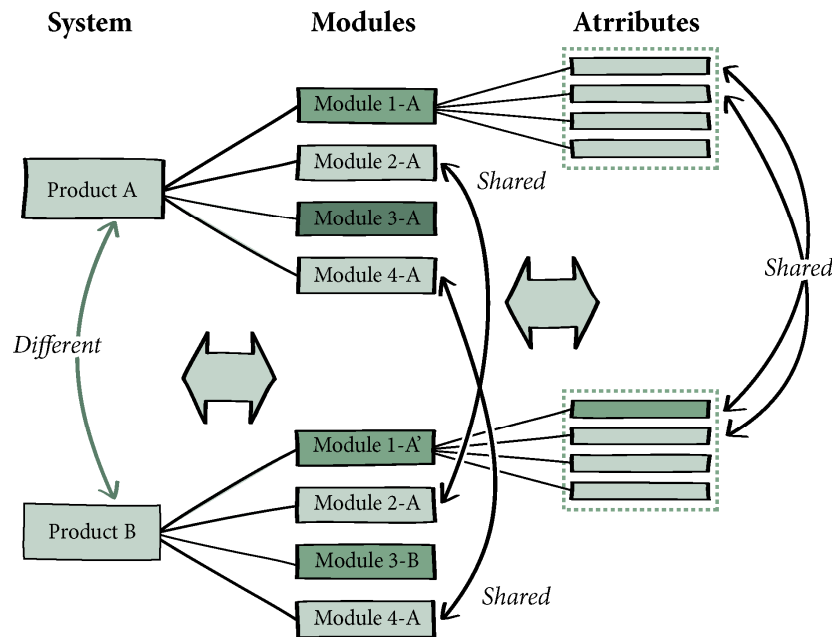 System
Modules
Atrributes
Module 1-A
Module 2-A
Shared
Product A
Module 3-A
Module 4-A
Shared
Different
Module 1-A’
Module 2-A
Product B
Module 3-B
Shared
Module 4-A